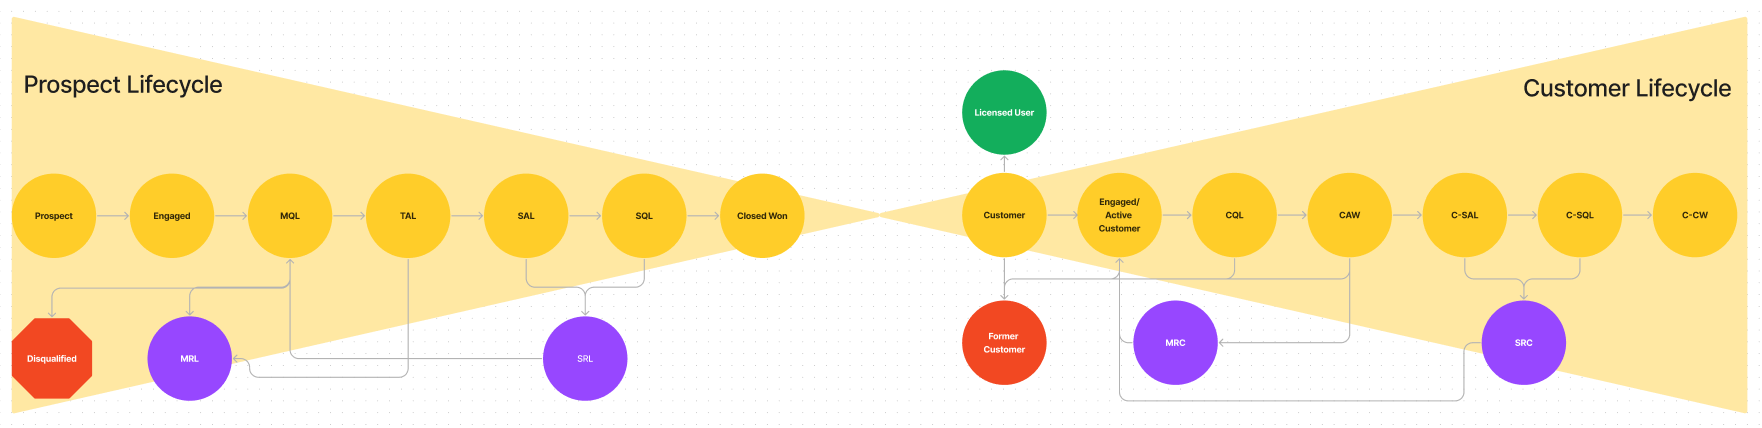 Prospect Lifecycle
Customer Lifecycle
Licensed User
Prospect
Engaged
MQL
TAL
SAL
SQL
Closed Won
Customer
Engaged/
Active
Customer
CQL
CAW
C-SAL
C-SQL
C-CW
Disqualified
MRL
SRL
Former
Customer
MRC
SRC